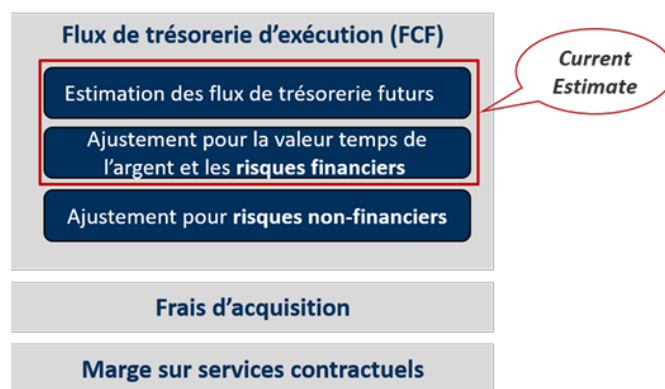 Flux de trésorerie d'exécution (FCF)
Current
Estimate
Estimation des flux de trésorerie futurs
Ajustement pour la valeur temps de
l'argent et les risques financiers
Ajustement pour risques non-financiers
Frais d'acquisition
Marge sur services contractuels